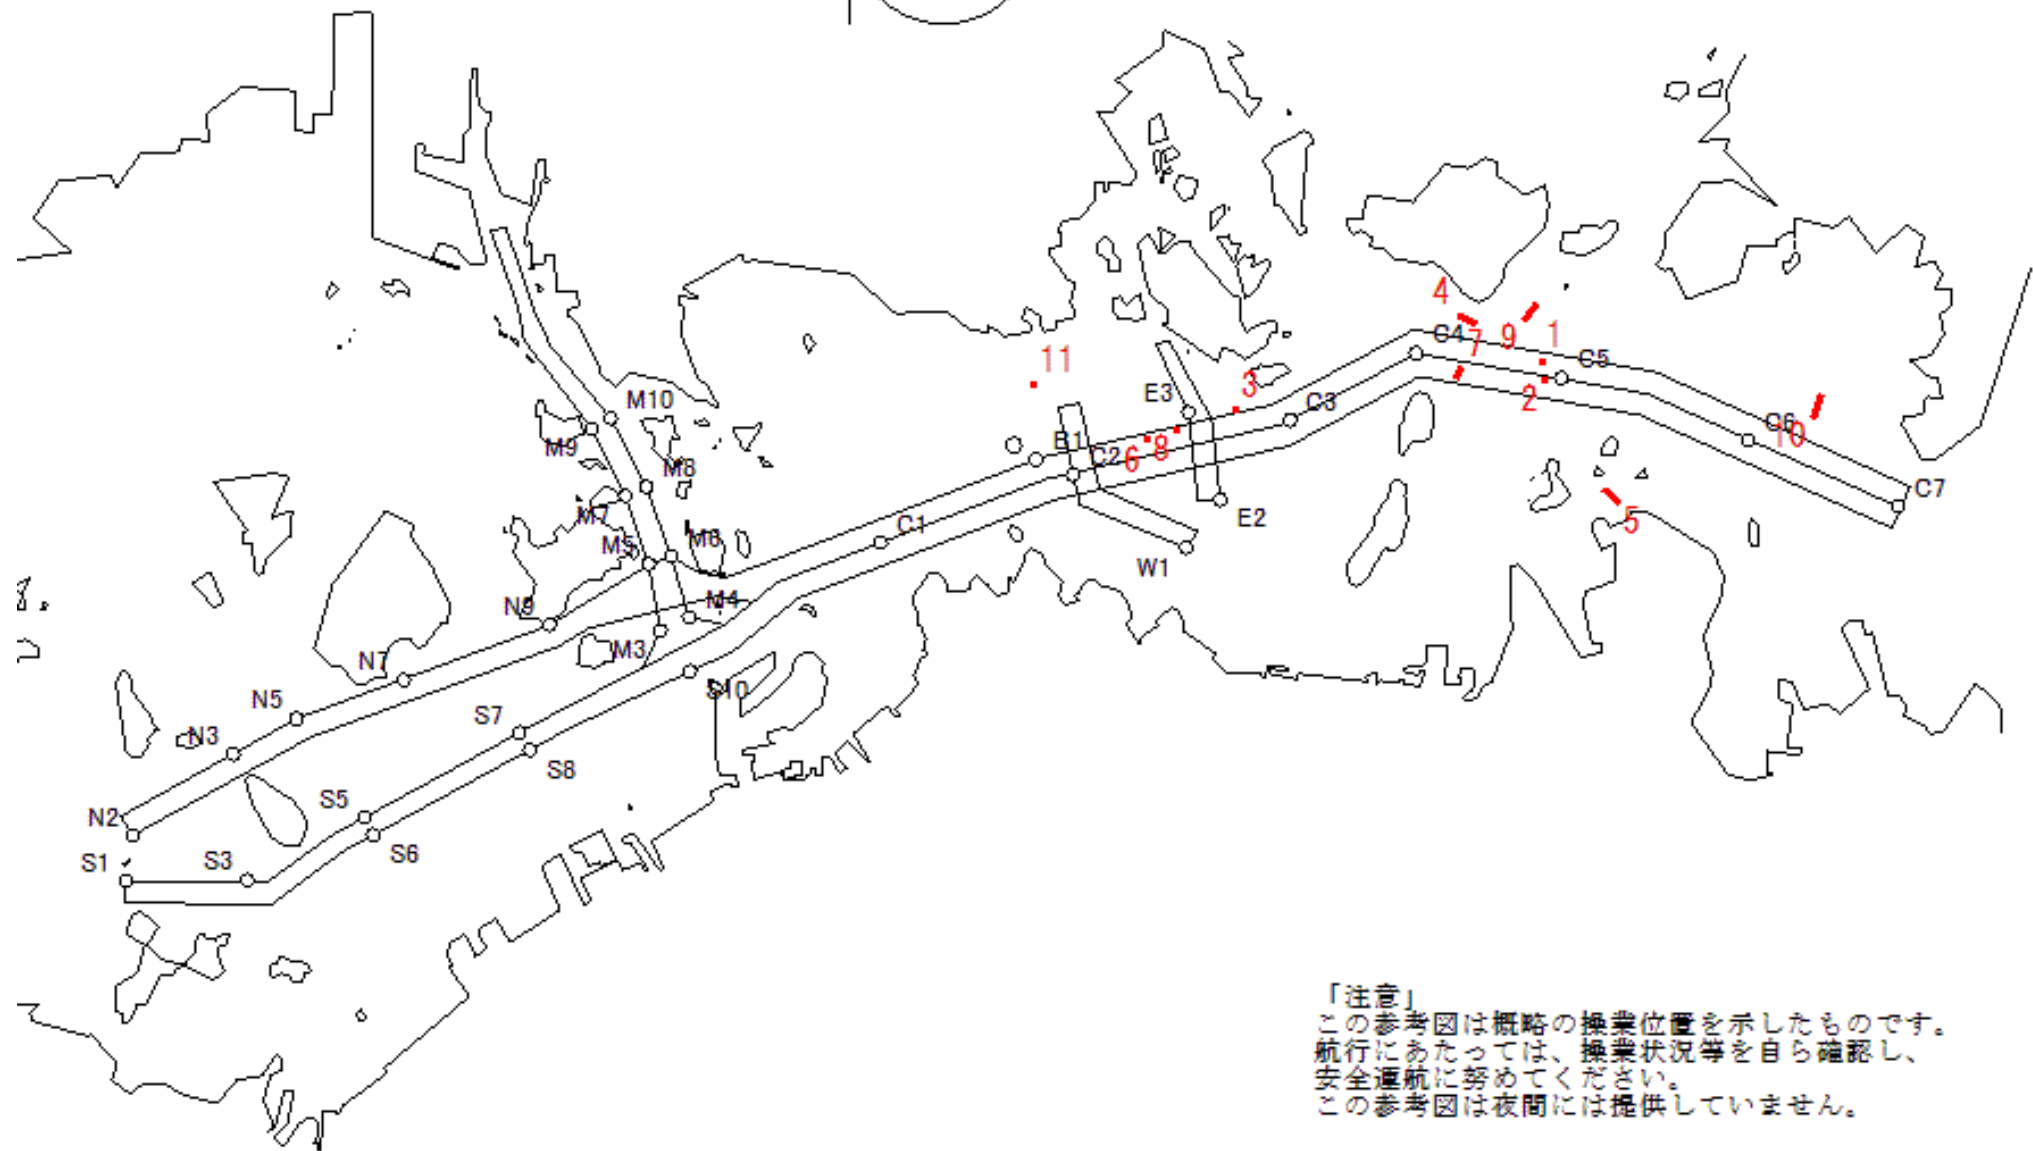 4
C4
9
1
7
C5
11
3
2
E3
C3
M10
C6
10
B1
M9
C2
6
8
M8
C7
M7
E2
5
C1
M5
M6
W1
N9
M4
M3
N7
S10
N5
S7
N3
S8
S5
N2
S6
S1
S3
「注意」
この参考図は概略の操業位置を示したものです。
航行にあたっては、操業状況等を自ら確認し、
安全運航に努めてください。
この参考図は夜間には提供していません。